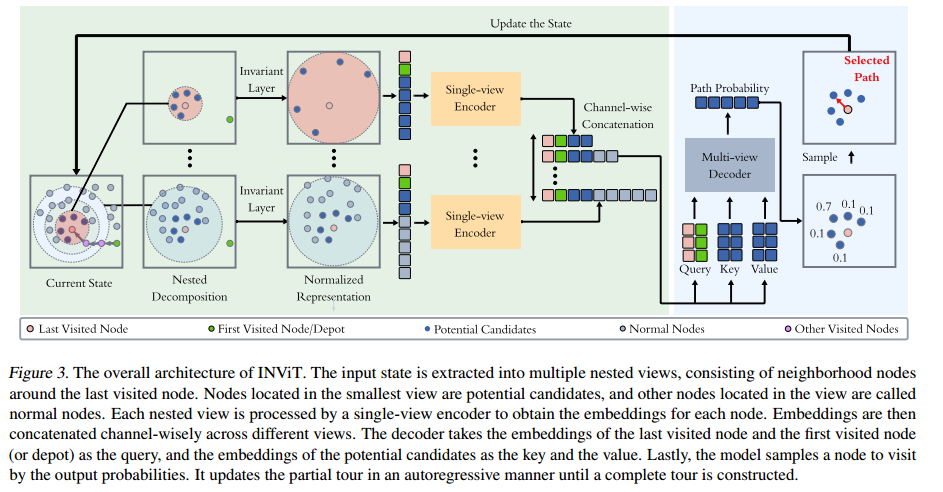 Update the State
Invariant
Layer
Single-view
Encoder
Channel-wise
Concatenation
Path Probability
Selected
Path
Multi-view
Decoder
Sample
Invariant
Layer
Single-view
Encoder
0.7 0.1 0.1
0.1
0.1
Query Key Value
Current State
Nested
Decomposition
Normalized
Representation
Last Visited Node
First Visited Node/Depot
Potential Candidates
Normal Nodes
Other Visited Nodes
Figure 3. The overall architecture of INViT. The input state is extracted into multiple nested views, consisting of neighborhood nodes
around the last visited node. Nodes located in the smallest view are potential candidates, and other nodes located in the view are called
normal nodes. Each nested view is processed by a single-view encoder to obtain the embeddings for each node. Embeddings are then
concatenated channel-wisely across different views. The decoder takes the embeddings of the last visited node and the first visited node
(or depot) as the query, and the embeddings of the potential candidates as the key and the value. Lastly, the model samples a node to visit
by the output probabilities. It updates the partial tour in an autoregressive manner until a complete tour is constructed.